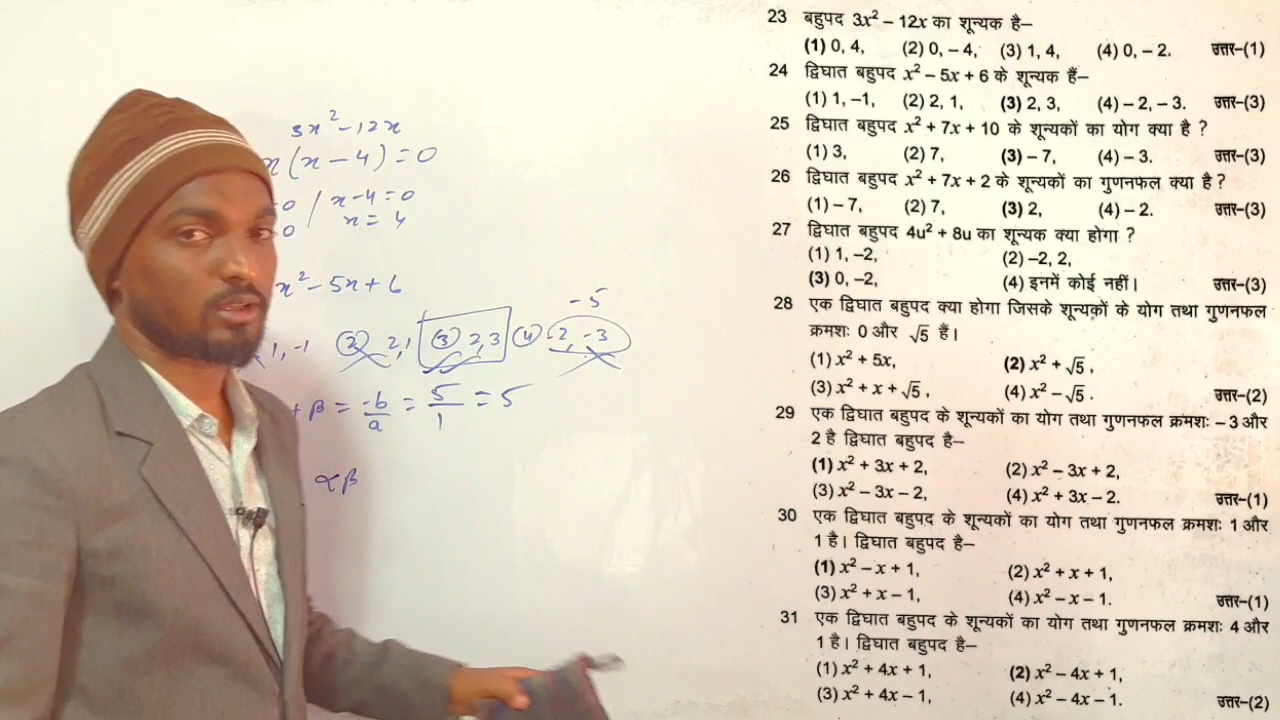 3x² – 12x
x(x – 4) = 0
=0 / x–4=0
0 x = 4
x² – 5x + 6
–5
1, –1 (2) 2,1 (3) 2,3 (4) –2, –3
+ β = –b/a = 5/1 = 5
αβ
23 बहुपद 3x² – 12x का शून्यक है–
(1) 0, 4, (2) 0, – 4, (3) 1, 4, (4) 0, – 2. उत्तर–(1)
24 द्विघात बहुपद x² – 5x + 6 के शून्यक हैं–
(1) 1, –1, (2) 2, 1, (3) 2, 3, (4) – 2, – 3. उत्तर–(3)
25 द्विघात बहुपद x² + 7x + 10 के शून्यकों का योग क्या है ?
(1) 3, (2) 7, (3) – 7, (4) – 3. उत्तर–(3)
26 द्विघात बहुपद x² + 7x + 2 के शून्यकों का गुणनफल क्या है ?
(1) – 7, (2) 7, (3) 2, (4) – 2. उत्तर–(3)
27 द्विघात बहुपद 4u² + 8u का शून्यक क्या होगा ?
(1) 1, –2, (2) –2, 2,
(3) 0, –2, (4) इनमें कोई नहीं। उत्तर–(3)
28 एक द्विघात बहुपद क्या होगा जिसके शून्यकों के योग तथा गुणनफल
क्रमशः 0 और √5 हैं।
(1) x² + 5x, (2) x² + √5 ,
(3) x² + x + √5 , (4) x² – √5 . उत्तर–(2)
29 एक द्विघात बहुपद के शून्यकों का योग तथा गुणनफल क्रमशः – 3 और
2 है द्विघात बहुपद है–
(1) x² + 3x + 2, (2) x² – 3x + 2,
(3) x² – 3x – 2, (4) x² + 3x – 2. उत्तर–(1)
30 एक द्विघात बहुपद के शून्यकों का योग तथा गुणनफल क्रमशः 1 और
1 है। द्विघात बहुपद है–
(1) x² – x + 1, (2) x² + x + 1,
(3) x² + x – 1, (4) x² – x – 1. उत्तर–(1)
31 एक द्विघात बहुपद के शून्यकों का योग तथा गुणनफल क्रमशः 4 और
1 है। द्विघात बहुपद है–
(1) x² + 4x + 1, (2) x² – 4x + 1,
(3) x² + 4x – 1, (4) x² – 4x – 1. उत्तर–(2)